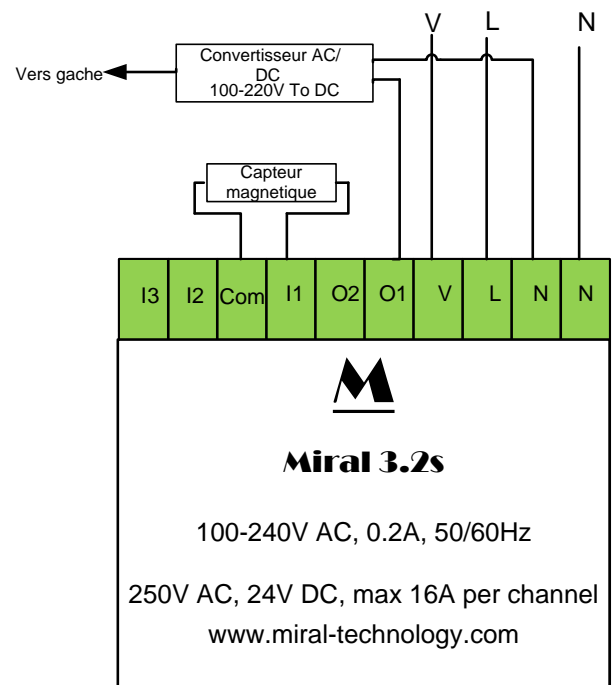 V L N
Convertisseur AC/
DC
100-220V To DC
Vers gache
Capteur
magnetique
I3 I2 Com I1 O2 O1 V L N N
M
Miral 3.2s
100-240V AC, 0.2A, 50/60Hz
250V AC, 24V DC, max 16A per channel
www.miral-technology.com